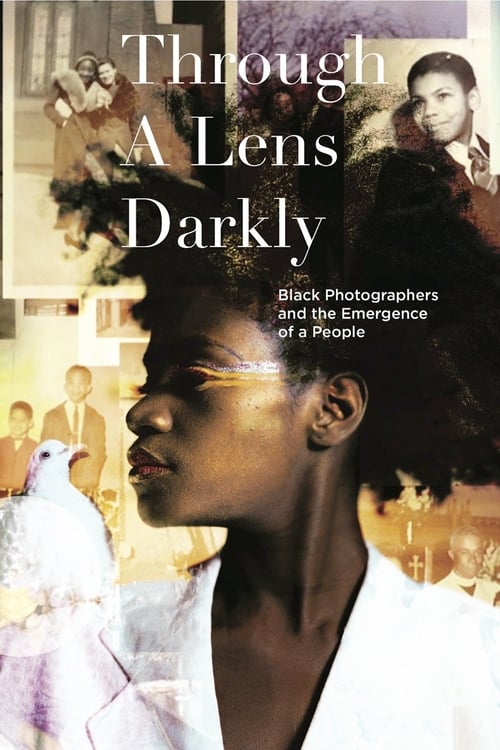 Through
A Lens
Darkly
Black Photographers
and the Emergence
of a People